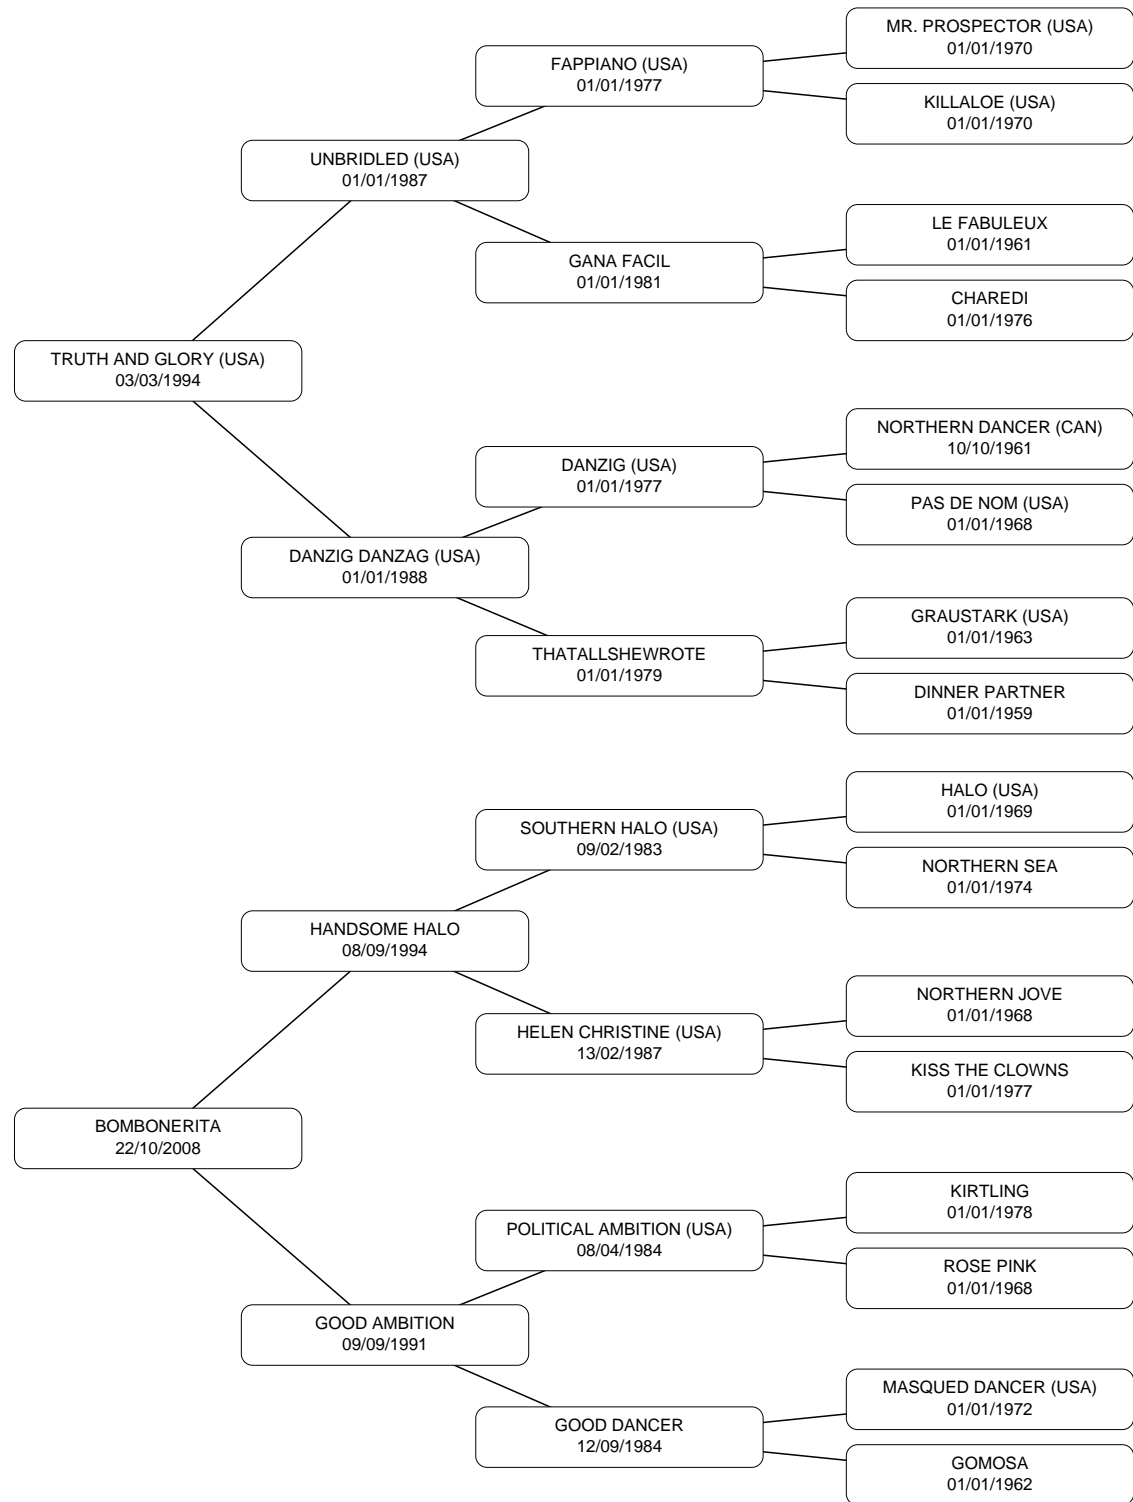 MR. PROSPECTOR (USA)
01/01/1970
FAPPIANO (USA)
01/01/1977
KILLALOE (USA)
01/01/1970
UNBRIDLED (USA)
01/01/1987
LE FABULEUX
01/01/1961
GANA FACIL
01/01/1981
CHAREDI
01/01/1976
TRUTH AND GLORY (USA)
03/03/1994
NORTHERN DANCER (CAN)
10/10/1961
DANZIG (USA)
01/01/1977
PAS DE NOM (USA)
01/01/1968
DANZIG DANZAG (USA)
01/01/1988
GRAUSTARK (USA)
01/01/1963
THATALLSHEWROTE
01/01/1979
DINNER PARTNER
01/01/1959
HALO (USA)
01/01/1969
SOUTHERN HALO (USA)
09/02/1983
NORTHERN SEA
01/01/1974
HANDSOME HALO
08/09/1994
NORTHERN JOVE
01/01/1968
HELEN CHRISTINE (USA)
13/02/1987
KISS THE CLOWNS
01/01/1977
BOMBONERITA
22/10/2008
KIRTLING
01/01/1978
POLITICAL AMBITION (USA)
08/04/1984
ROSE PINK
01/01/1968
GOOD AMBITION
09/09/1991
MASQUED DANCER (USA)
01/01/1972
GOOD DANCER
12/09/1984
GOMOSA
01/01/1962